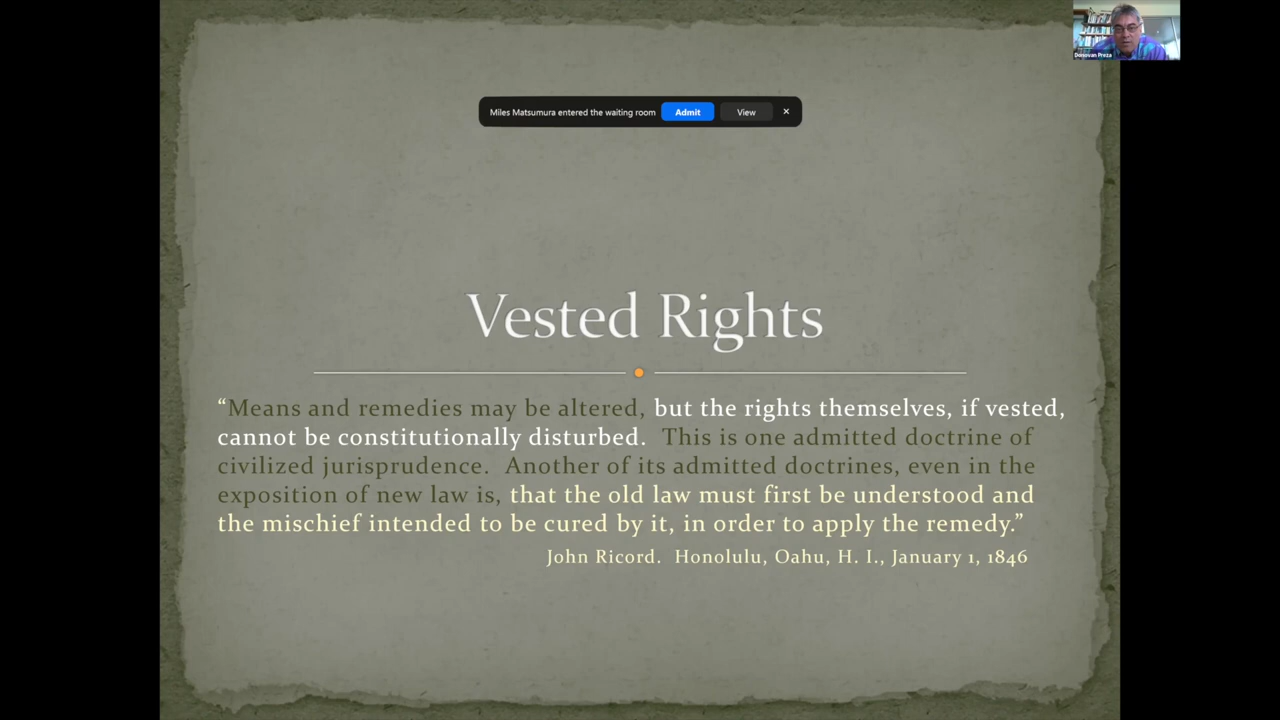 Donovan Preza
Miles Matsumura entered the waiting room Admit View ×
Vested Rights
“Means and remedies may be altered, but the rights themselves, if vested,
cannot be constitutionally disturbed. This is one admitted doctrine of
civilized jurisprudence. Another of its admitted doctrines, even in the
exposition of new law is, that the old law must first be understood and
the mischief intended to be cured by it, in order to apply the remedy.”
John Ricord. Honolulu, Oahu, H. I., January 1, 1846